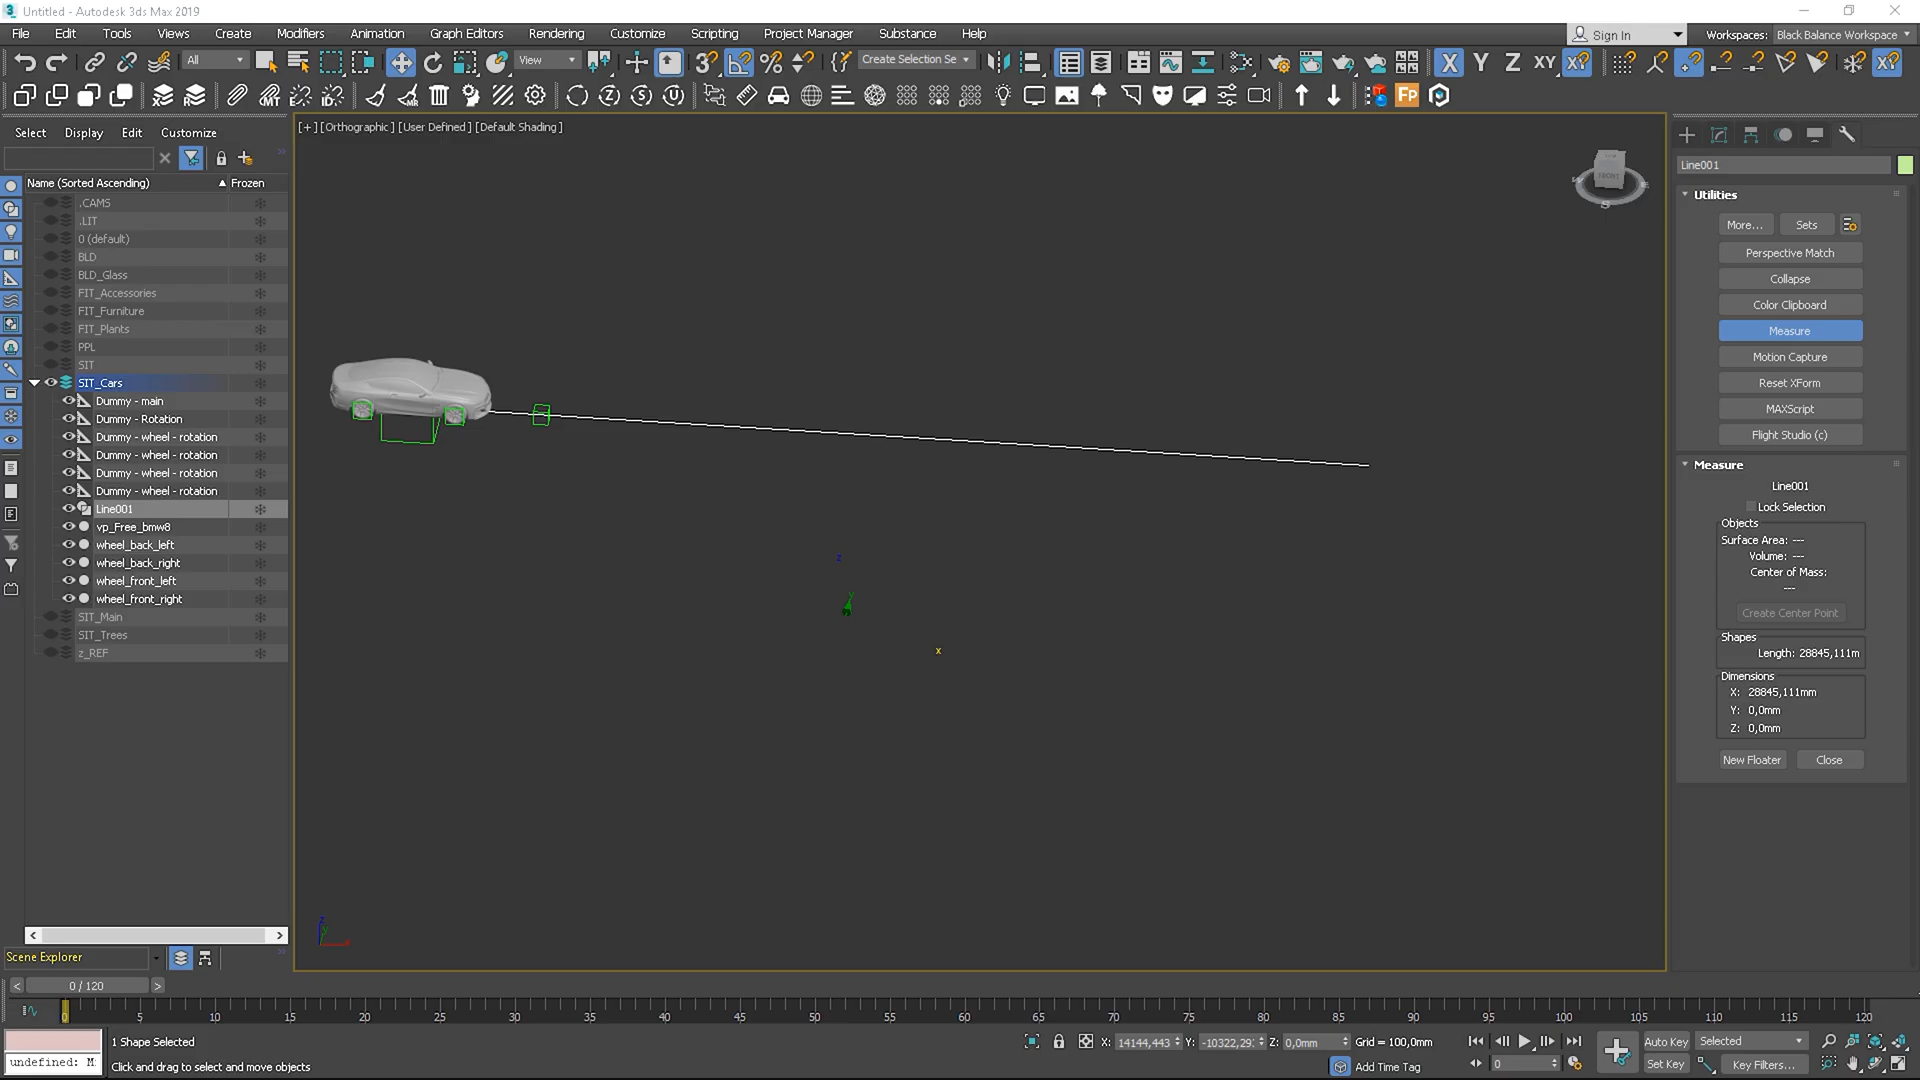 Untitled - Autodesk 3ds Max 2019
File Edit Tools Views Create Modifiers Animation Graph Editors Rendering Customize Scripting Project Manager Substance Help
Sign In
Workspaces: Black Balance Workspace
All
View
Create Selection Se
X Y Z XY
FP
Select Display Edit Customize
[+] [Orthographic ] [User Defined ] [Default Shading ]
Name (Sorted Ascending) Frozen
.CAMS
.LIT
0 (default)
BLD
BLD_Glass
FIT_Accessories
FIT_Furniture
FIT_Plants
PPL
SIT
SIT_Cars
Dummy - main
Dummy - Rotation
Dummy - wheel - rotation
Dummy - wheel - rotation
Dummy - wheel - rotation
Dummy - wheel - rotation
Line001
vp_Free_bmw8
wheel_back_left
wheel_back_right
wheel_front_left
wheel_front_right
SIT_Main
SIT_Trees
z_REF
z
y
x
S
Line001
Utilities
More... Sets
Perspective Match
Collapse
Color Clipboard
Measure
Motion Capture
Reset XForm
MAXScript
Flight Studio (c)
Measure
Line001
Lock Selection
Objects
Surface Area: ---
Volume: ---
Center of Mass:
---
Create Center Point
Shapes
Length: 28845,111m
Dimensions
X: 28845,111mm
Y: 0,0mm
Z: 0,0mm
New Floater Close
Scene Explorer
< 0 / 120 >
0 5 10 15 20 25 30 35 40 45 50 55 60 65 70 75 80 85 90 95 100 105 110 115 120
undefined: M
1 Shape Selected
Click and drag to select and move objects
X: 14144,443 Y: -10322,29 Z: 0,0mm Grid = 100,0mm
Add Time Tag
0
Auto Key Selected
Set Key Key Filters...